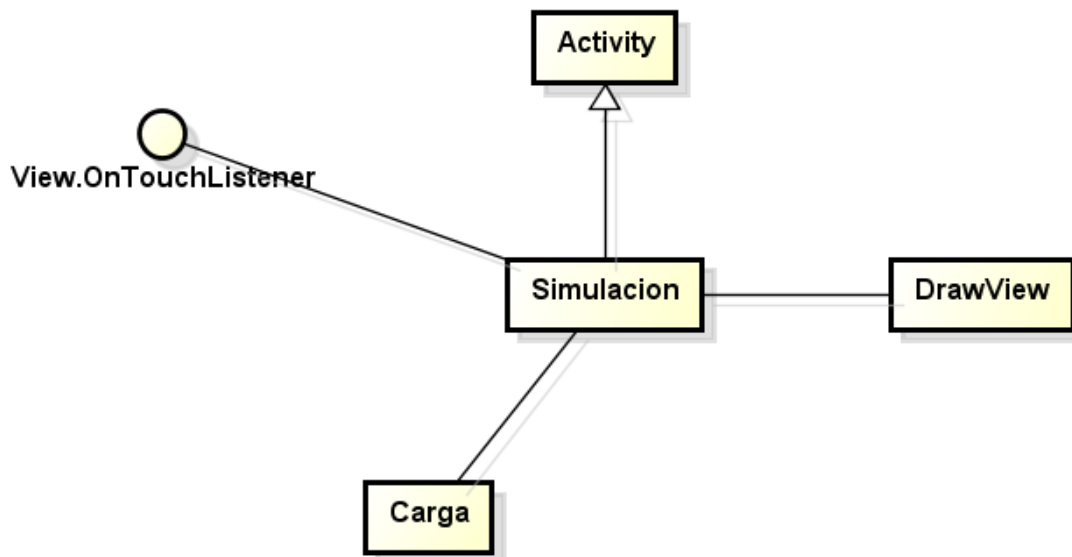 Activity
View.OnTouchListener
Simulacion
DrawView
Carga